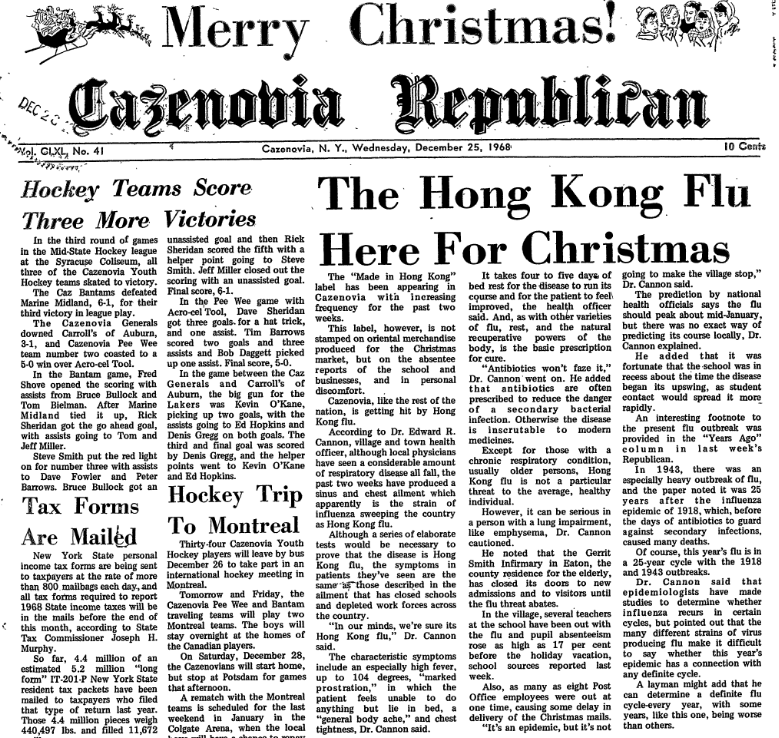 Merry Christmas!
DEC 23
Cazenovia Republican
Vol. CLXI, No. 41
Cazenovia, N. Y., Wednesday, December 25, 1968
10 Cents
Hockey Teams Score
Three More Victories
In the third round of games
in the Mid-State Hockey league
at the Syracuse Coliseum, all
three of the Cazenovia Youth
Hockey teams skated to victory.
The Caz Bantams defeated
Marine Midland, 6-1, for their
third victory in league play.
The Cazenovia Generals
downed Carroll's of Auburn,
3-1, and Cazenovia Pee Wee
team number two coasted to a
5-0 win over Acro-cel Tool.
In the Bantam game, Fred
Shove opened the scoring with
assists from Bruce Bullock and
Tom Bielman. After Marine
Midland tied it up, Rick
Sheridan got the go ahead goal,
with assists going to Tom and
Jeff Miller.
Steve Smith put the red light
on for number three with assists
to Dave Fowler and Peter
Barrows. Bruce Bullock got an
unassisted goal and then Rick
Sheridan scored the fifth with a
helper point going to Steve
Smith. Jeff Miller closed out the
scoring with an unassisted goal.
Final score, 6-1.
In the Pee Wee game with
Acro-cel Tool, Dave Sheridan
got three goals for a hat trick,
and one assist. Tim Barrows
scored two goals and three
assists and Bob Daggett picked
up one assist. Final score, 5-0.
In the game between the Caz
Generals and Carroll's of
Auburn, the big gun for the
Lakers was Kevin O'Kane,
picking up two goals, with the
assists going to Ed Hopkins and
Denis Gregg on both goals. The
third and final goal was scored
by Denis Gregg, and the helper
points went to Kevin O'Kane
and Ed Hopkins.
Tax Forms
Are Mailed
New York State personal
income tax forms are being sent
to taxpayers at the rate of more
than 800 mailbags each day, and
all tax forms required to report
1968 State income taxes will be
in the mails before the end of
this month, according to State
Tax Commissioner Joseph H.
Murphy.
So far, 4.4 million of an
estimated 5.2 million "long
form" IT-201-P New York State
resident tax packets have been
mailed to taxpayers who filed
that type of return last year.
Those 4.4 million pieces weigh
440,497 lbs. and filled 11,672
Hockey Trip
To Montreal
Thirty-four Cazenovia Youth
Hockey players will leave by bus
December 26 to take part in an
international hockey meeting in
Montreal.
Tomorrow and Friday, the
Cazenovia Pee Wee and Bantam
traveling teams will play two
Montreal teams. The boys will
stay overnight at the homes of
the Canadian players.
On Saturday, December 28,
the Cazenovians will start home,
but stop at Potsdam for games
that afternoon.
A rematch with the Montreal
teams is scheduled for the last
weekend in January in the
Colgate Arena, when the local
The Hong Kong Flu
Here For Christmas
The "Made in Hong Kong"
label has been appearing in
Cazenovia with increasing
frequency for the past two
weeks.
This label, however, is not
stamped on oriental merchandise
produced for the Christmas
market, but on the absentee
reports of the school and
businesses, and in personal
discomfort.
Cazenovia, like the rest of the
nation, is getting hit by Hong
Kong flu.
According to Dr. Edward R.
Cannon, village and town health
officer, although local physicians
have seen a considerable amount
of respiratory disease all fall, the
past two weeks have produced a
sinus and chest ailment which
apparently is the strain of
influenza sweeping the country
as Hong Kong flu.
Although a series of elaborate
tests would be necessary to
prove that the disease is Hong
Kong flu, the symptoms in
patients they've seen are the
same as those described in the
ailment that has closed schools
and depleted work forces across
the country.
"In our minds, we're sure its
Hong Kong flu," Dr. Cannon
said.
The characteristic symptoms
include an especially high fever,
up to 104 degrees, "marked
prostration," in which the
patient feels unable to do
anything but lie in bed, a
"general body ache," and chest
tightness, Dr. Cannon said.
It takes four to five days of
bed rest for the disease to run its
course and for the patient to feel
improved, the health officer
said. And, as with other varieties
of flu, rest, and the natural
recuperative powers of the
body, is the basic prescription
for cure.
"Antibiotics won't faze it,"
Dr. Cannon went on. He added
that antibiotics are often
prescribed to reduce the danger
of a secondary bacterial
infection. Otherwise the disease
is inscrutable to modern
medicines.
Except for those with a
chronic respiratory condition,
usually older persons, Hong
Kong flu is not a particular
threat to the average, healthy
individual.
However, it can be serious in
a person with a lung impairment,
like emphysema, Dr. Cannon
cautioned.
He noted that the Gerrit
Smith Infirmary in Eaton, the
county residence for the elderly,
has closed its doors to new
admissions and to visitors until
the flu threat abates.
In the village, several teachers
at the school have been out with
the flu and pupil absenteeism
rose as high as 17 per cent
before the holiday vacation,
school sources reported last
week.
Also, as many as eight Post
Office employees were out at
one time, causing some delay in
delivery of the Christmas mails.
"It's an epidemic, but it's not
going to make the village stop,"
Dr. Cannon said.
The prediction by national
health officials says the flu
should peak about mid-January,
but there was no exact way of
predicting its course locally, Dr.
Cannon explained.
He added that it was
fortunate that the school was in
recess about the time the disease
began its upswing, as student
contact would spread it more
rapidly.
An interesting footnote to
the present flu outbreak was
provided in the "Years Ago"
column in last week's
Republican.
In 1943, there was an
especially heavy outbreak of flu,
and the paper noted it was 25
years after the influenza
epidemic of 1918, which, before
the days of antibiotics to guard
against secondary infections,
caused many deaths.
Of course, this year's flu is in
a 25-year cycle with the 1918
and 1943 outbreaks.
Dr. Cannon said that
epidemiologists have made
studies to determine whether
influenza recurs in certain
cycles, but pointed out that the
many different strains of virus
producing flu make it difficult
to say whether this year's
epidemic has a connection with
any definite cycle.
A layman might add that he
can determine a definite flu
cycle-every year, with some
years, like this one, being worse
than others.